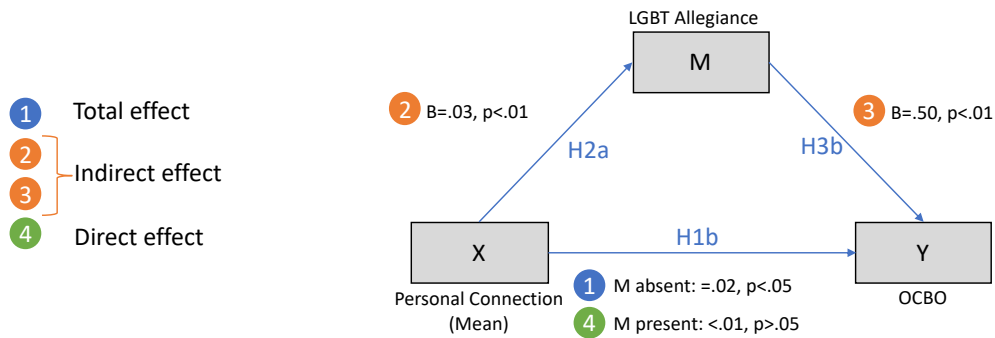 LGBT Allegiance
M
1 Total effect
2
3
Indirect effect
4 Direct effect
2 B=.03, p<.01
3 B=.50, p<.01
H2a
H3b
X
H1b
Y
Personal Connection
(Mean)
1 M absent: =.02, p<.05
4 M present: <.01, p>.05
OCBO